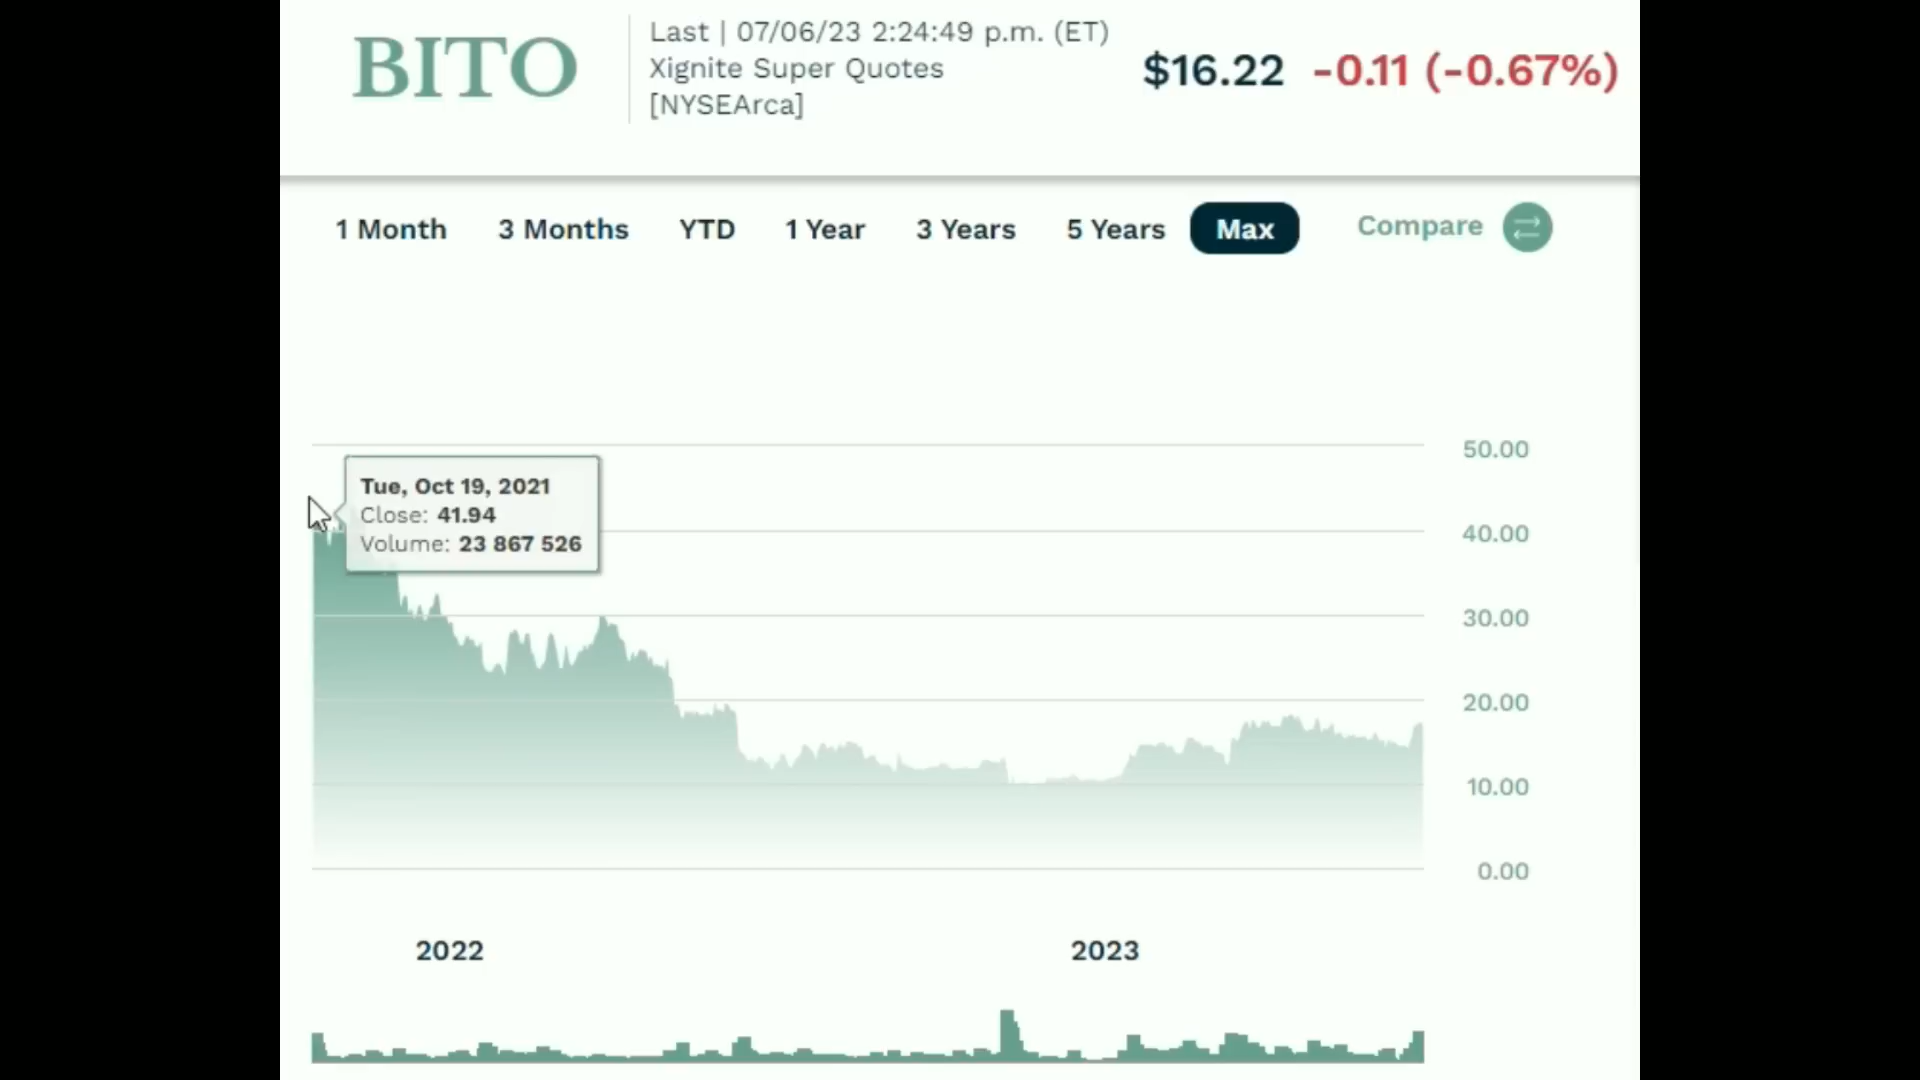 BITO
Last | 07/06/23 2:24:49 p.m. (ET)
Xignite Super Quotes
[NYSEArca]
$16.22 -0.11 (-0.67%)
1 Month 3 Months YTD 1 Year 3 Years 5 Years Max Compare
50.00
Tue, Oct 19, 2021
Close: 41.94
Volume: 23 867 526
40.00
30.00
20.00
10.00
0.00
2022 2023